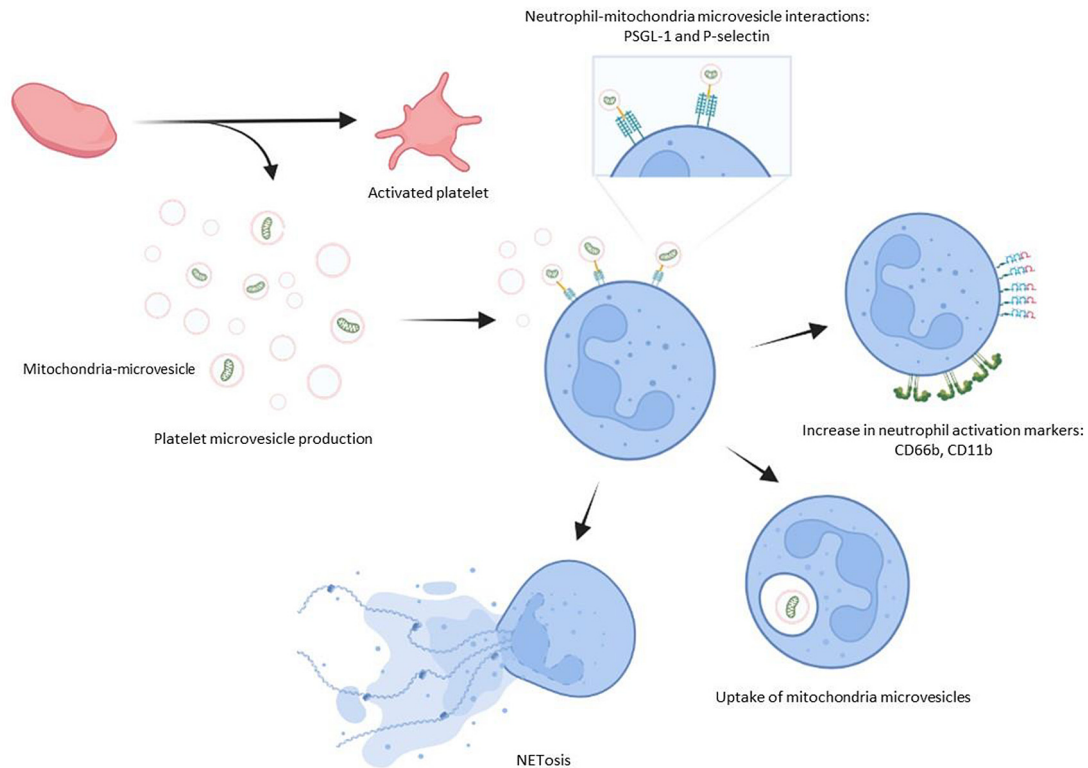 Neutrophil-mitochondria microvesicle interactions:
PSGL-1 and P-selectin
Activated platelet
Mitochondria-microvesicle
Platelet microvesicle production
Increase in neutrophil activation markers:
CD66b, CD11b
Uptake of mitochondria microvesicles
NETosis